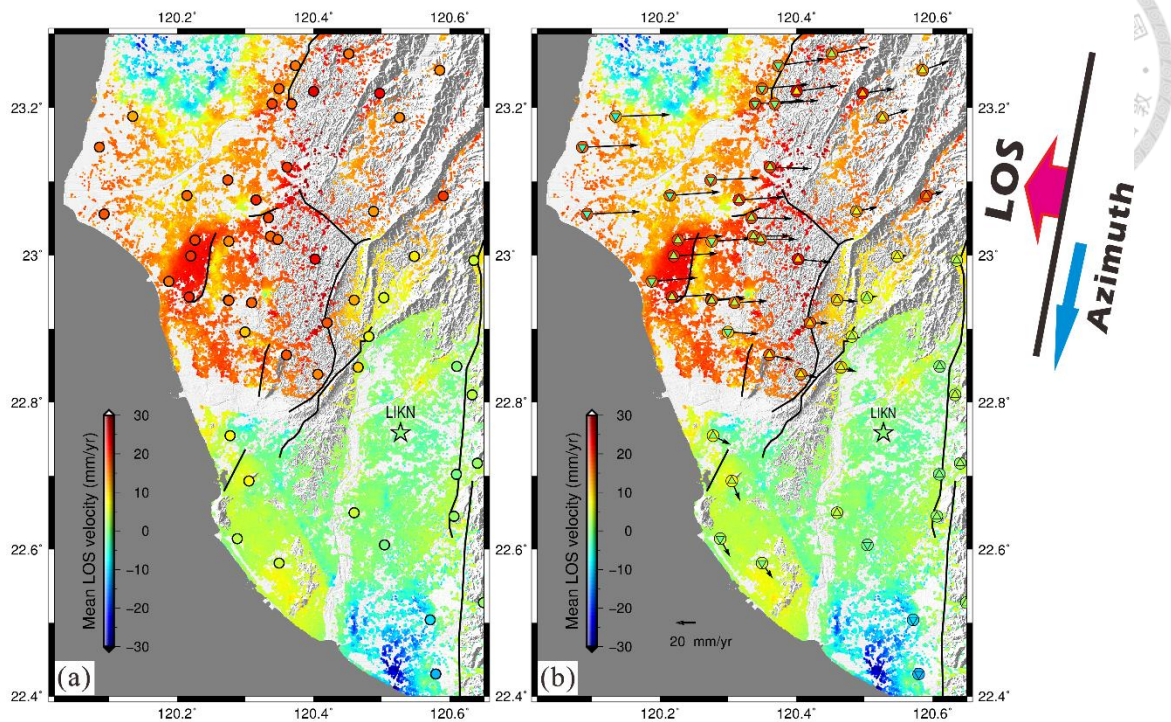 120.2° 120.4° 120.6° 120.2° 120.4° 120.6°
23.2° 23.2°
23° 23°
22.8° 22.8°
22.6° 22.6°
22.4° 22.4°
LIKN LIKN
Mean LOS velocity (mm/yr)
30
20
10
0
−10
−20
−30
Mean LOS velocity (mm/yr)
30
20
10
0
−10
−20
−30
20 mm/yr
(a) (b)
120.2° 120.4° 120.6° 120.2° 120.4° 120.6°
LOS
Azimuth
教